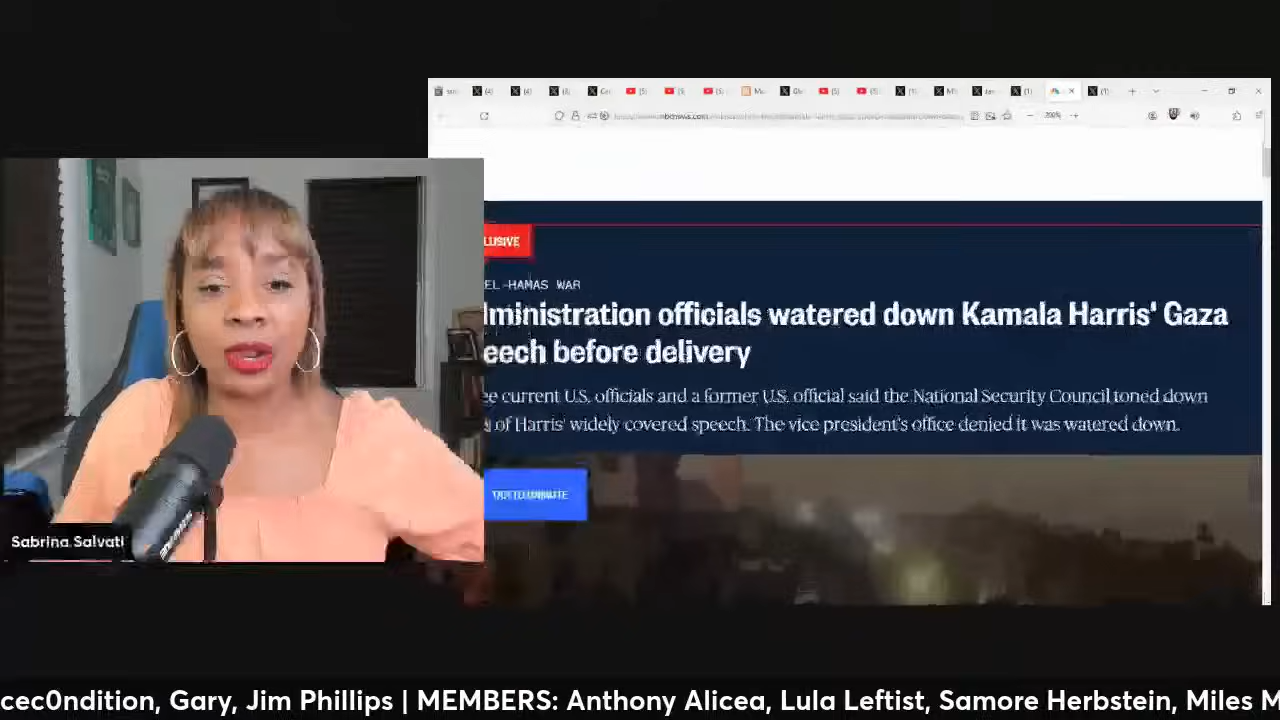 LUSIVE
EL-HAMAS WAR
lministration officials watered down Kamala Harris' Gaza
eech before delivery
ee current U.S. officials and a former U.S. official said the National Security Council toned down
of Harris' widely covered speech. The vice president's office denied it was watered down.
Sabrina Salvati
cec0ndition, Gary, Jim Phillips | MEMBERS: Anthony Alicea, Lula Leftist, Samore Herbstein, Miles M